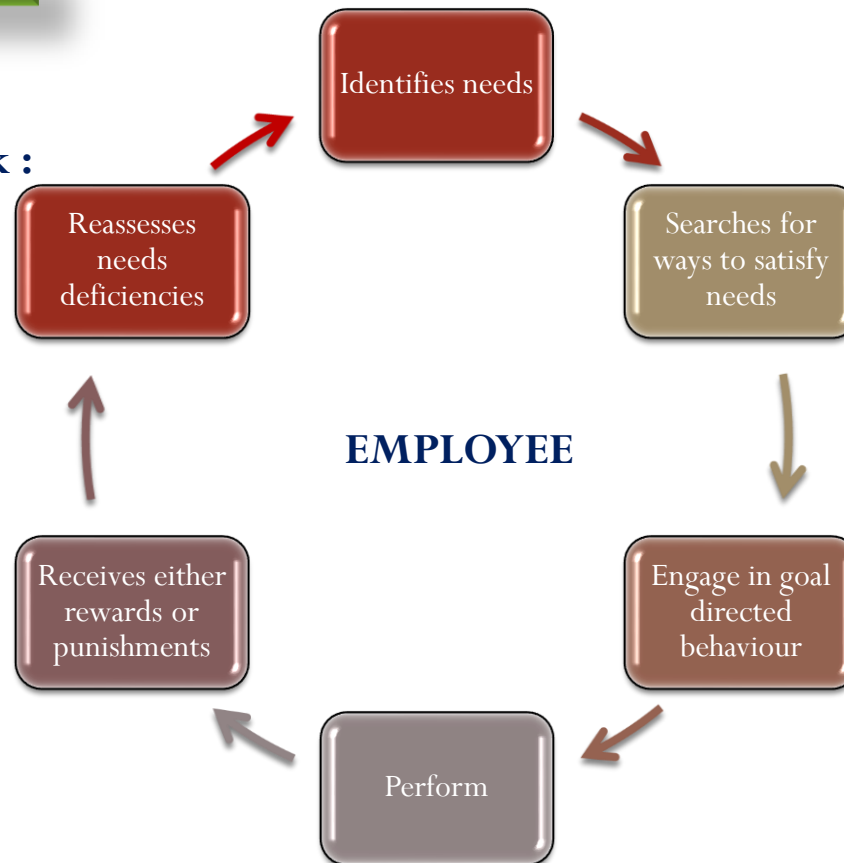 Identifies needs
:
Reassesses
needs
deficiencies
Searches for
ways to satisfy
needs
EMPLOYEE
Receives either
rewards or
punishments
Engage in goal
directed
behaviour
Perform